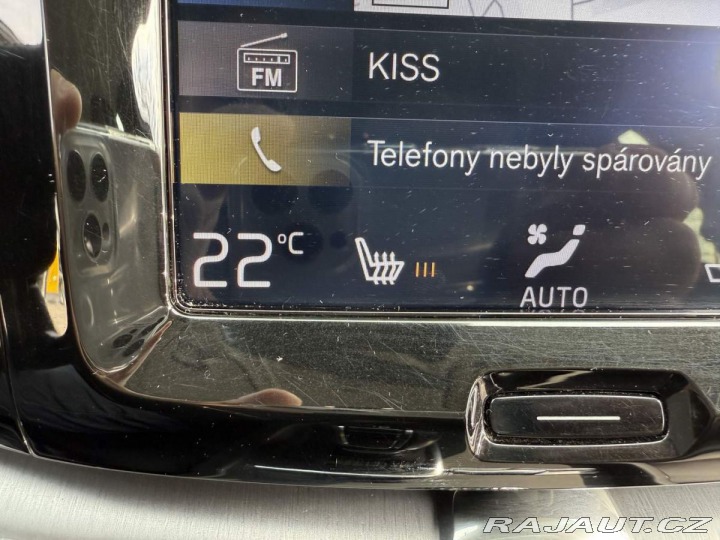 FM
KISS
Telefony nebyly spárovány
22 °C
AUTO
RAJAUT.CZ